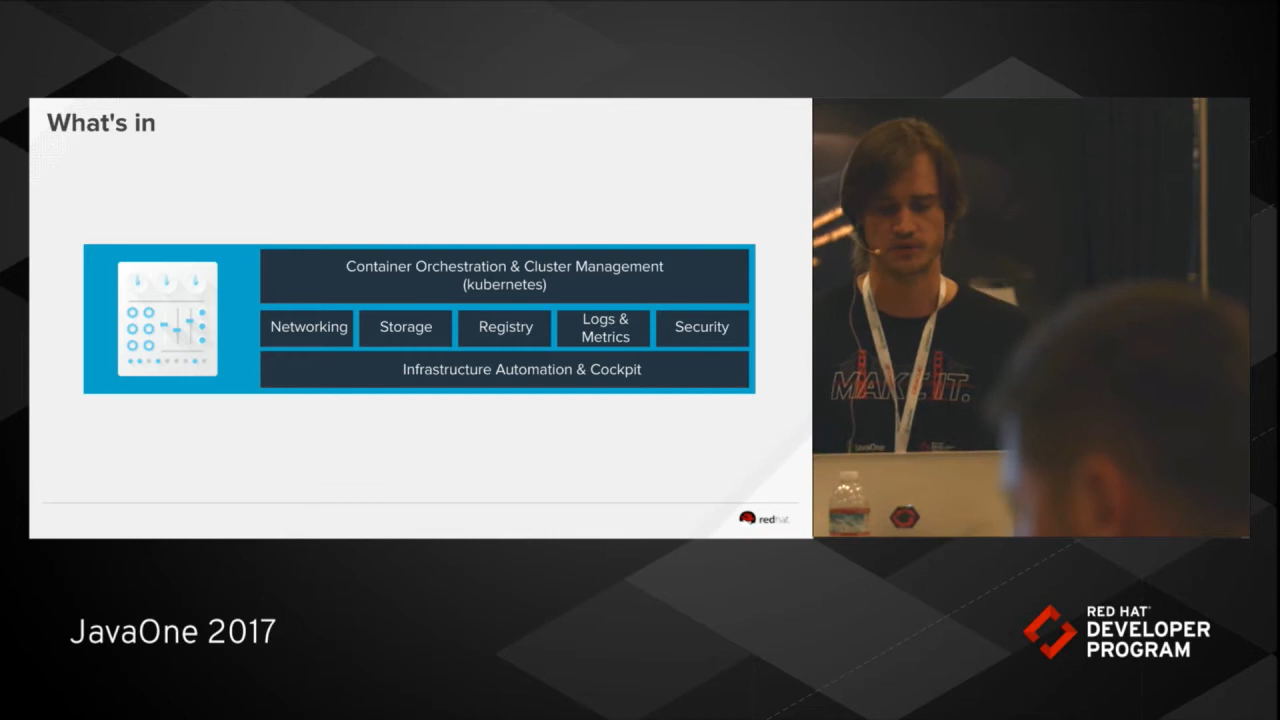 What's in
Container Orchestration & Cluster Management
(kubernetes)
Networking
Storage
Registry
Logs &
Metrics
Security
Infrastructure Automation & Cockpit
redhat
MAKE IT.
JavaOne
JavaOne 2017
RED HAT
DEVELOPER
PROGRAM